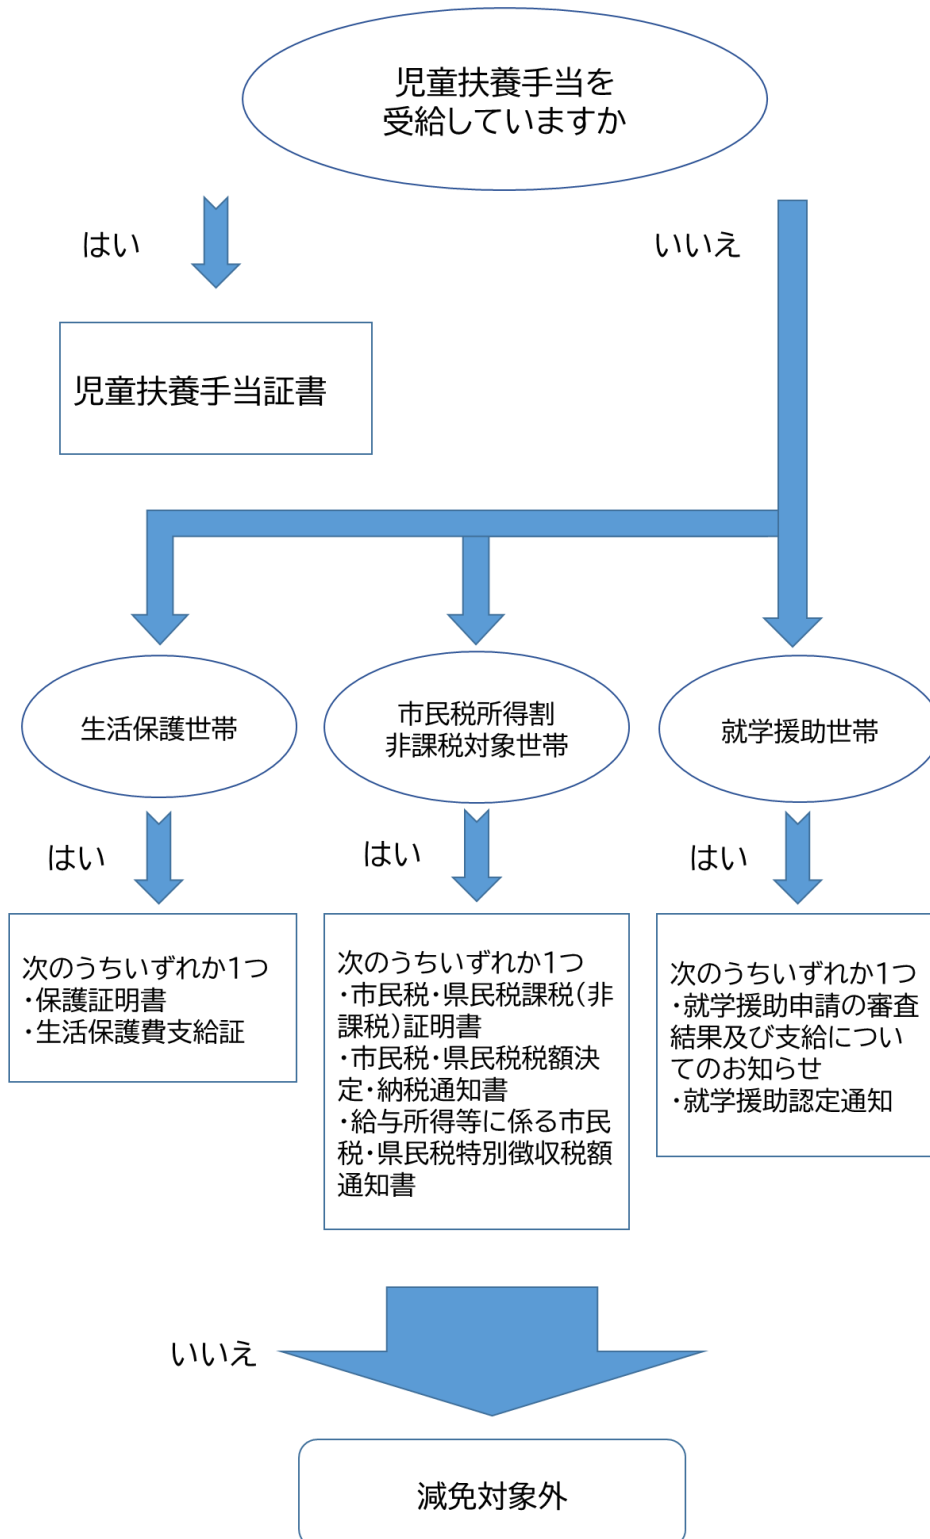 児童扶養手当を
受給していますか
はい
いいえ
児童扶養手当証書
生活保護世帯
市民税所得割
非課税対象世帯
就学援助世帯
はい
はい
はい
次のうちいずれか1つ
・保護証明書
・生活保護費支給証
次のうちいずれか1つ
・市民税・県民税課税(非
課税)証明書
・市民税・県民税税額決
定・納税通知書
・給与所得等に係る市民
税・県民税特別徴収税額
通知書
次のうちいずれか1つ
・就学援助申請の審査
結果及び支給につい
てのお知らせ
・就学援助認定通知
いいえ
減免対象外